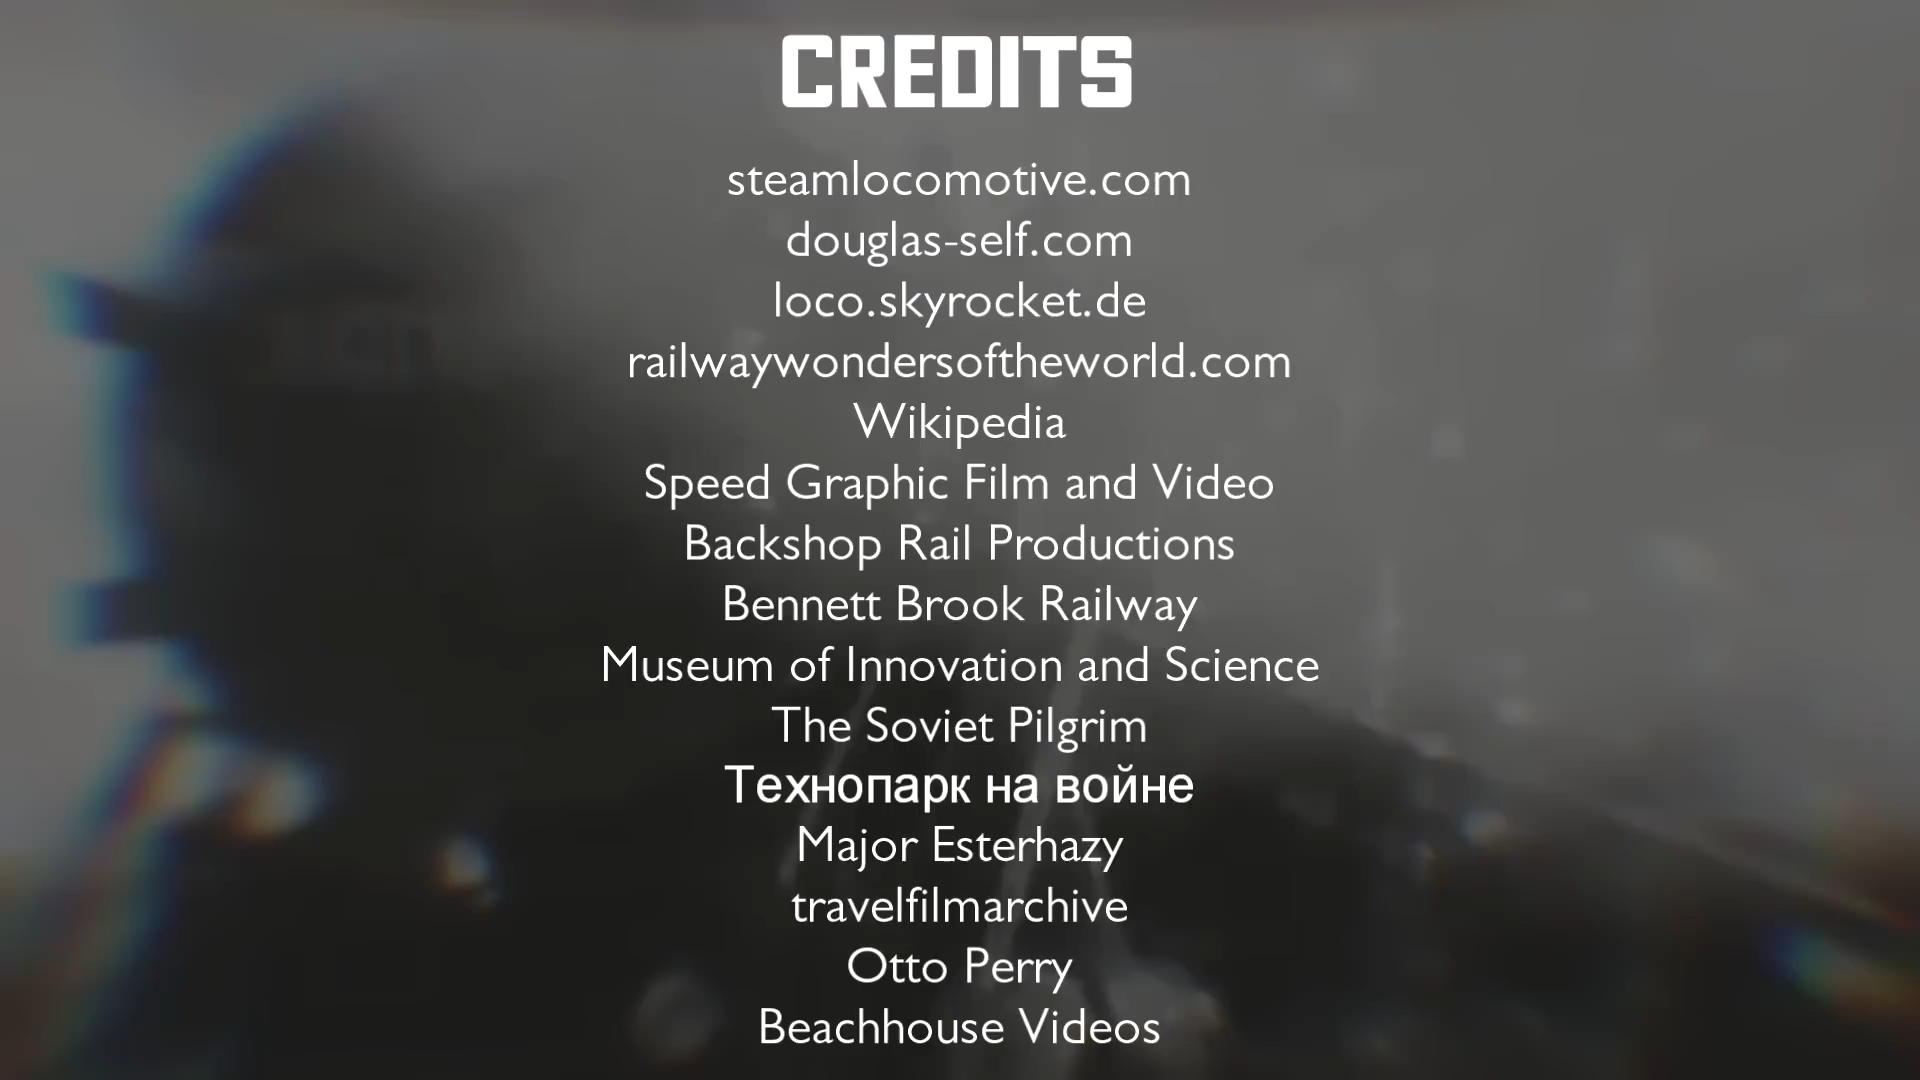 CREDITS
steamlocomotive.com
douglas-self.com
loco.skyrocket.de
railwaywondersoftheworld.com
Wikipedia
Speed Graphic Film and Video
Backshop Rail Productions
Bennett Brook Railway
Museum of Innovation and Science
The Soviet Pilgrim
Технопарк на войне
Major Esterhazy
travelfilmarchive
Otto Perry
Beachhouse Videos